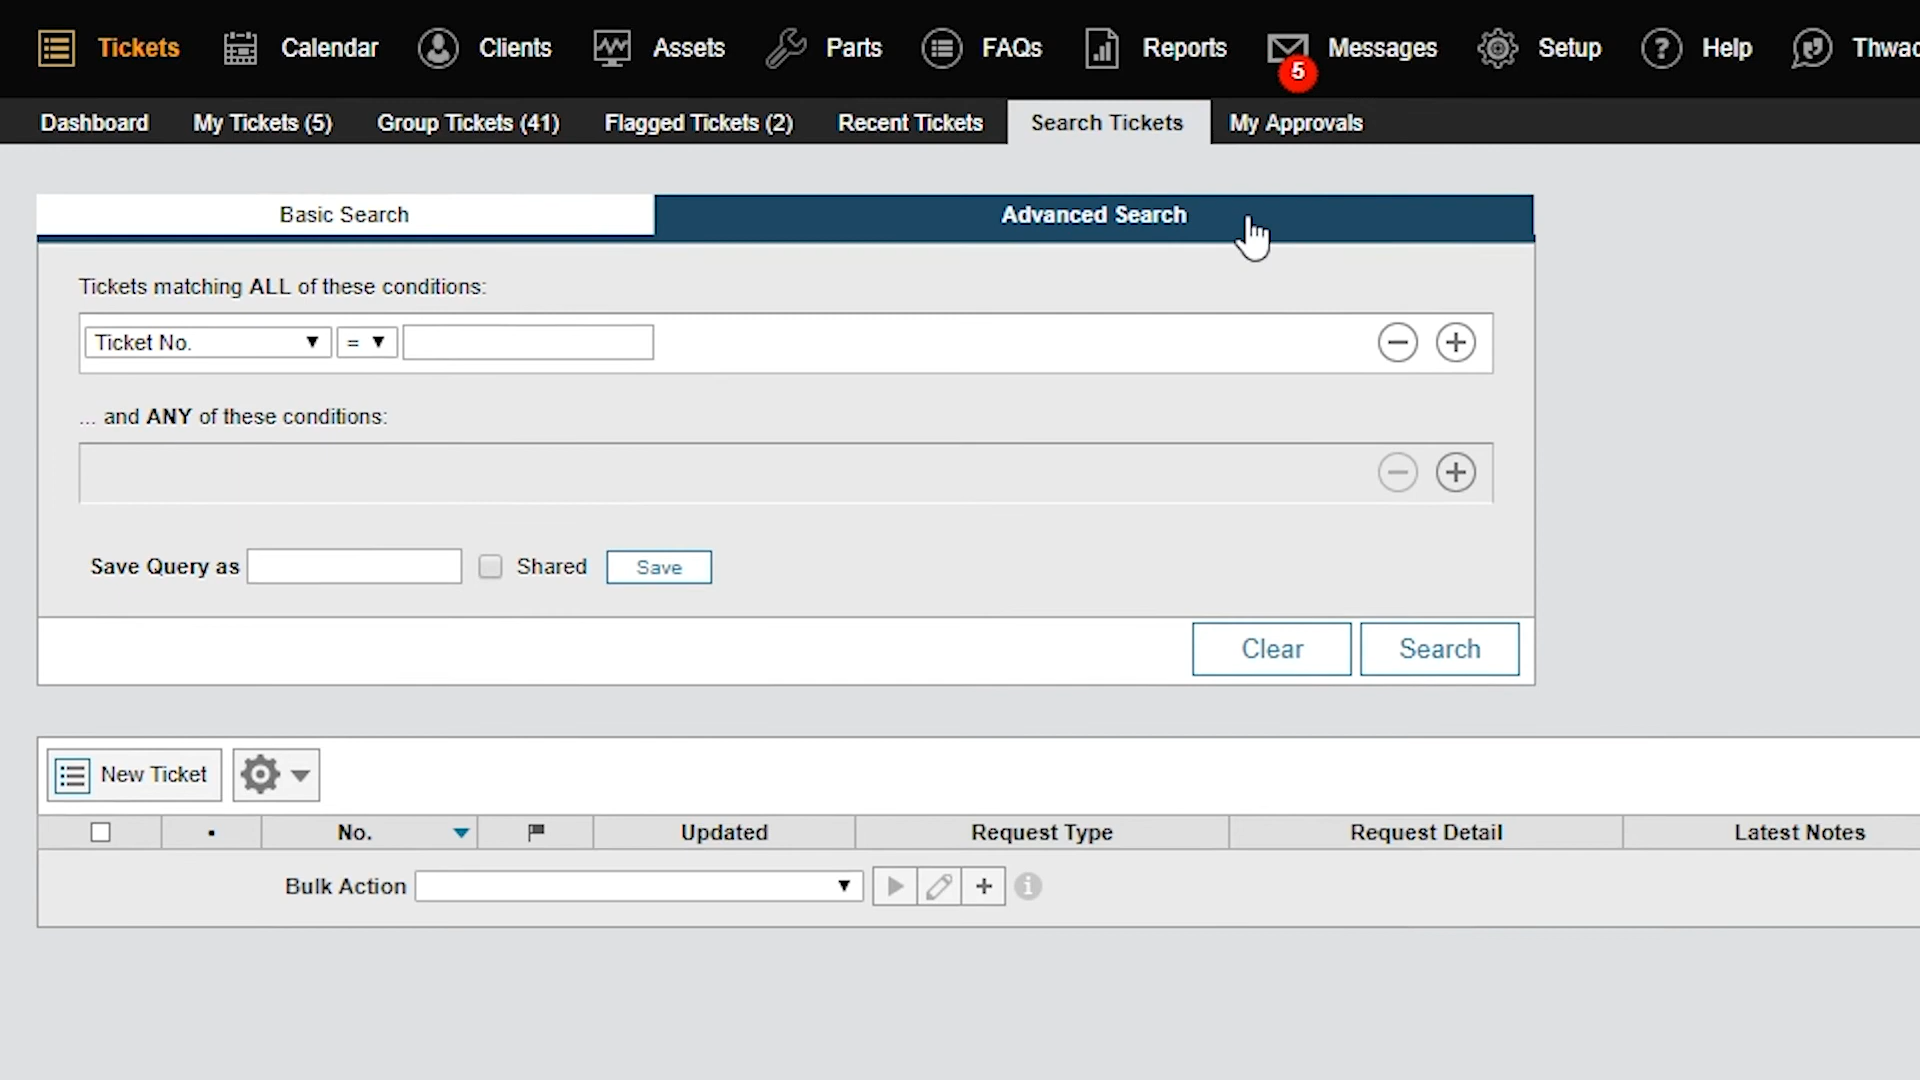 Tickets Calendar Clients Assets Parts FAQs Reports Messages 5 Setup Help
Dashboard My Tickets (5) Group Tickets (41) Flagged Tickets (2) Recent Tickets Search Tickets My Approvals
Basic Search Advanced Search
Tickets matching ALL of these conditions:
Ticket No. =
... and ANY of these conditions:
Save Query as Shared Save
Clear Search
New Ticket
No. Updated Request Type Request Detail Latest Notes
Bulk Action